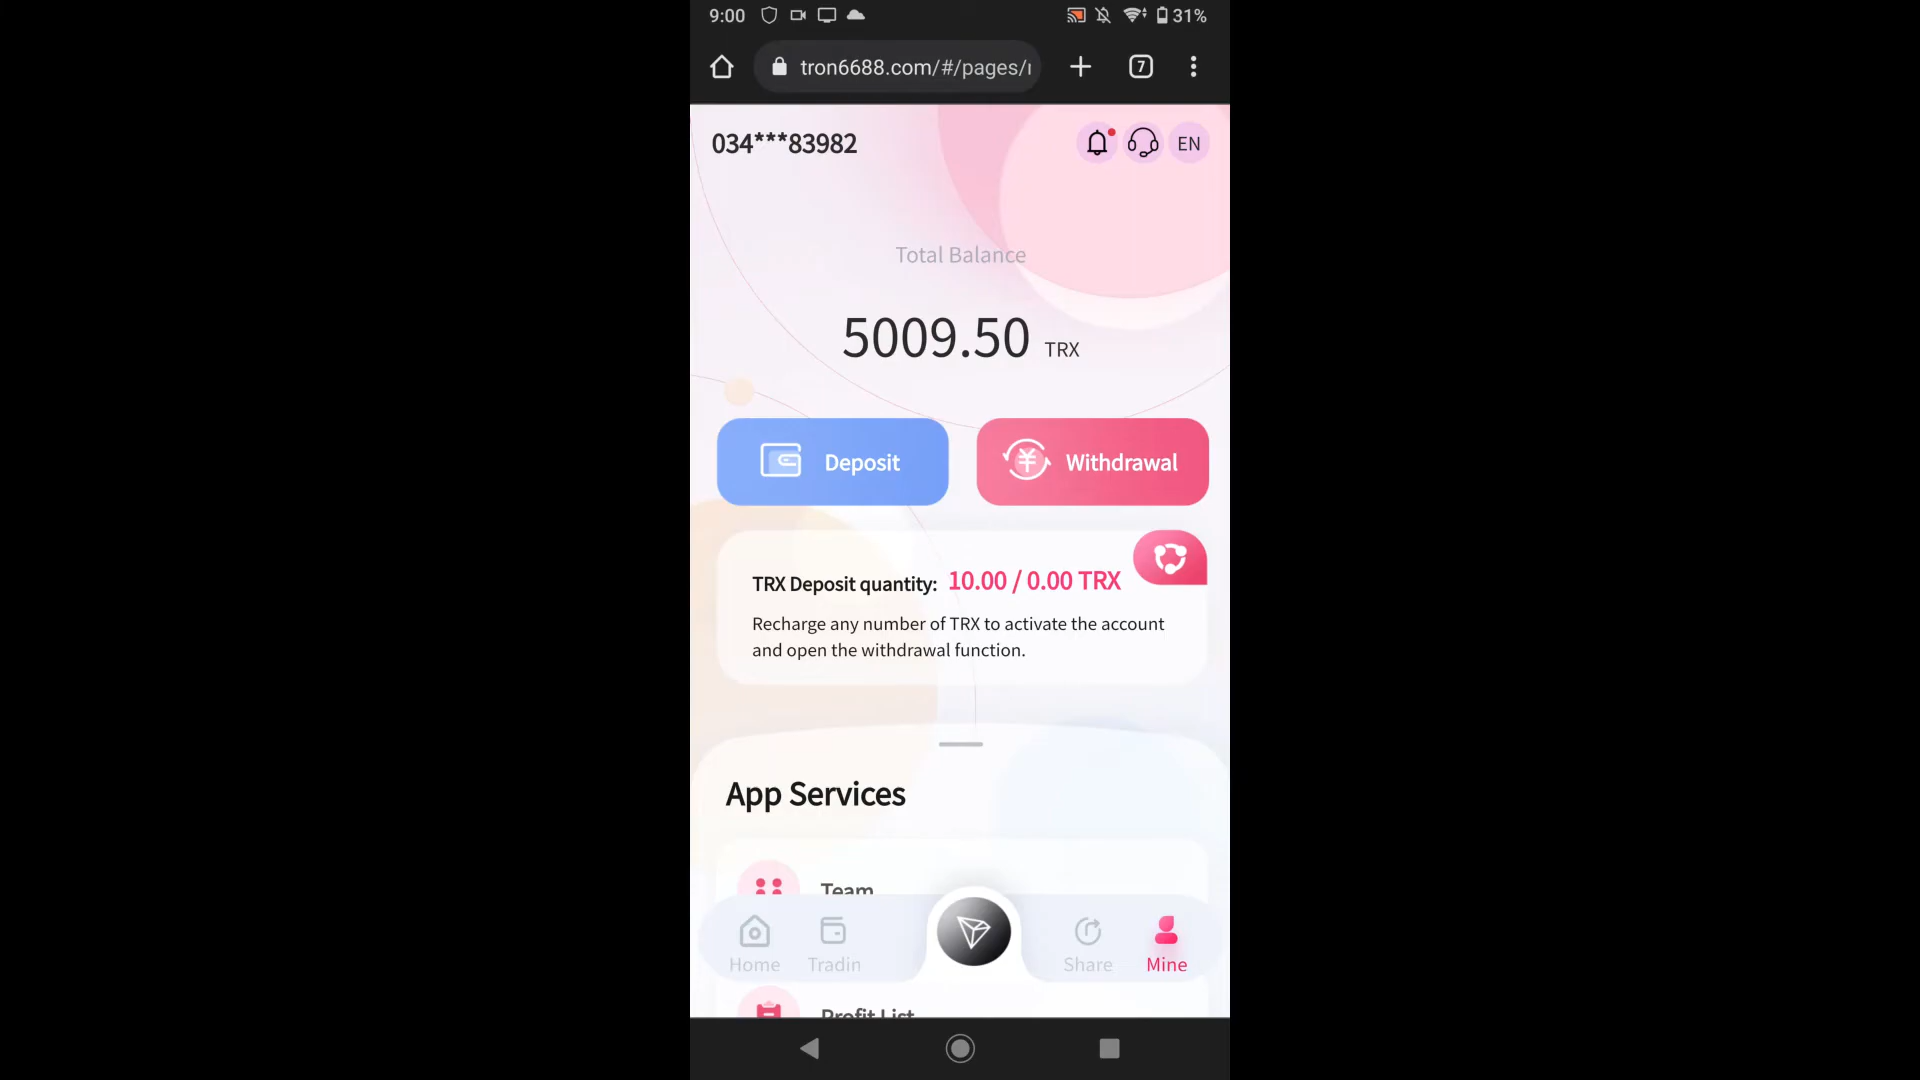 9:00 31%
tron6688.com/#/pages/ 7
034***83982 EN
Total Balance
5009.50 TRX
Deposit Withdrawal
TRX Deposit quantity: 10.00 / 0.00 TRX
Recharge any number of TRX to activate the account
and open the withdrawal function.
App Services
Team
Home Tradin Share Mine
Profit List